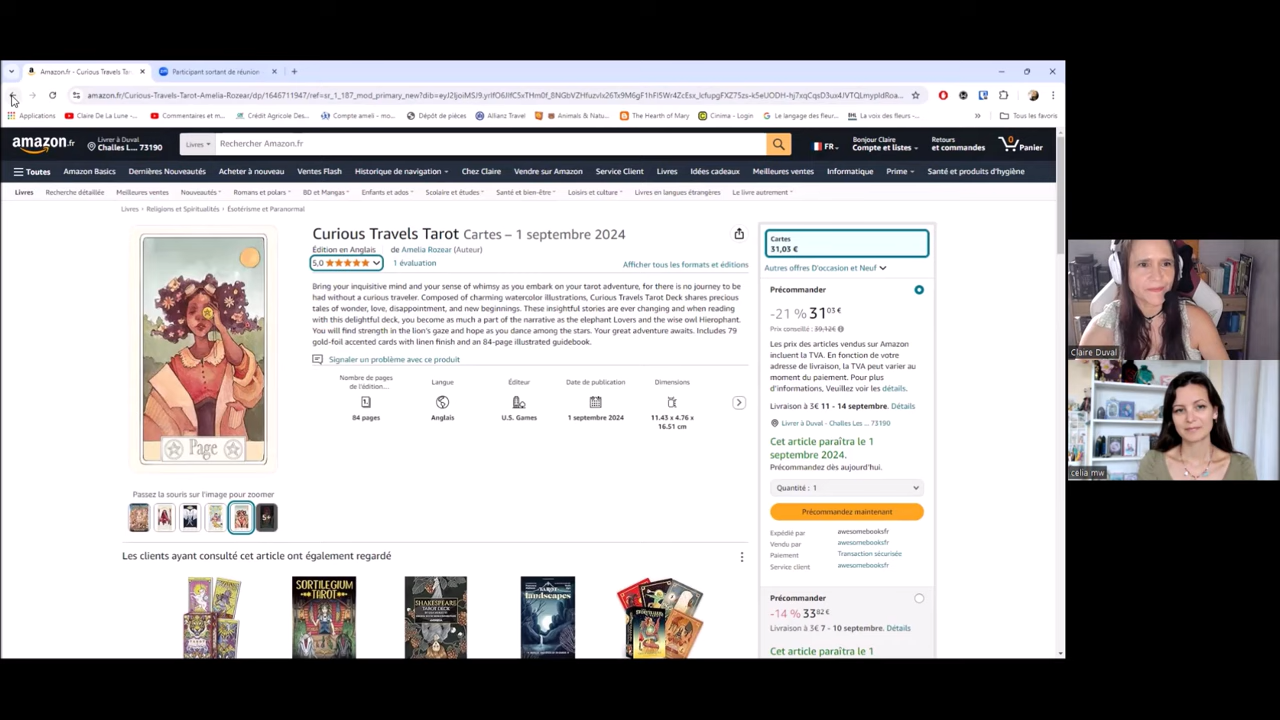 Amazon.fr - Curious Travels Ta
Participant sortant de réunion
Applications
Claire De La Lune -...
Commentaires et m...
Crédit Agricole Des...
Compte ameli - mo...
Dépôt de pièces
Allianz Travel
Animals & Natu...
The Hearth of Mary
Cinima - Login
Le langage des fleur...
La voix des fleurs -...
»
Tous les favoris
amazon.fr
Livrer à Duval
Challes L... 73190
Livres
Rechercher Amazon.fr
FR
Bonjour Claire
Compte et listes
Retours
et commandes
0
Panier
Toutes
Amazon Basics
Dernières Nouveautés
Acheter à nouveau
Ventes Flash
Historique de navigation
Chez Claire
Vendre sur Amazon
Service Client
Livres
Idées cadeaux
Meilleures ventes
Informatique
Prime
Santé et produits d'hygiène
Livres
Recherche détaillée
Meilleures ventes
Nouveautés
Romans et polars
BD et Mangas
Enfants et ados
Scolaire et études
Santé et bien-être
Loisirs et culture
Livres en langues étrangères
Le livre autrement
Livres › Religions et Spiritualités › Ésotérisme et Paranormal
Page
Passez la souris sur l'image pour zoomer
5+
Curious Travels Tarot Cartes – 1 septembre 2024
Édition en Anglais de Amelia Rozear (Auteur)
5,0
1 évaluation
Afficher tous les formats et éditions
Bring your inquisitive mind and your sense of whimsy as you embark on your tarot adventure, for there is no journey to be
had without a curious traveler. Composed of charming watercolor illustrations, Curious Travels Tarot Deck shares precious
tales of wonder, love, disappointment, and new beginnings. These insightful stories are ever changing and when reading
with this delightful deck, you become as much a part of the narrative as the elephant Lovers and the wise owl Hierophant.
You will find strength in the lion's gaze and hope as you dance among the stars. Your great adventure awaits. Includes 79
gold-foil accented cards with linen finish and an 84-page illustrated guidebook.
Signaler un problème avec ce produit
Nombre de pages
de l'édition...
84 pages
Langue
Anglais
Éditeur
U.S. Games
Date de publication
1 septembre 2024
Dimensions
11.43 x 4.76 x
16.51 cm
Cartes
31,03 €
Autres offres D'occasion et Neuf
Précommander
-21 % 31 03 €
Prix conseillé : 39,12€
Les prix des articles vendus sur Amazon
incluent la TVA. En fonction de votre
adresse de livraison, la TVA peut varier au
moment du paiement. Pour plus
d'informations, Veuillez voir les détails.
Livraison à 3€ 11 - 14 septembre. Détails
Livrer à Duval - Challes Les ... 73190
Cet article paraîtra le 1
septembre 2024.
Précommandez dès aujourd'hui.
Quantité : 1
Précommandez maintenant
Expédié par awesomebooksfr
Vendu par awesomebooksfr
Paiement Transaction sécurisée
Service client awesomebooksfr
Précommander
-14 % 33 82 €
Livraison à 3€ 7 - 10 septembre. Détails
Cet article paraîtra le 1
Les clients ayant consulté cet article ont également regardé
SORTILEGIUM
TAROT
SHAKESPEARE
TAROT DECK
TAROT
landscapes
Claire Duval
célia mw